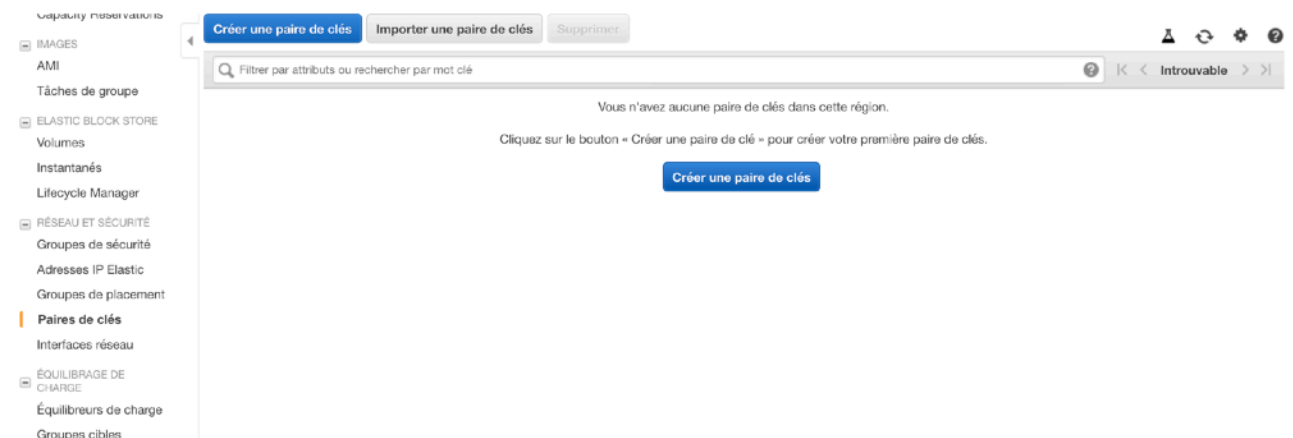 Capacity Reservations
IMAGES
AMI
Tâches de groupe
ELASTIC BLOCK STORE
Volumes
Instantanés
Lifecycle Manager
RÉSEAU ET SÉCURITÉ
Groupes de sécurité
Adresses IP Elastic
Groupes de placement
Paires de clés
Interfaces réseau
ÉQUILIBRAGE DE
CHARGE
Équilibreurs de charge
Groupes cibles
Créer une paire de clés Importer une paire de clés Supprimer
Filtrer par attributs ou rechercher par mot clé
Introuvable
Vous n'avez aucune paire de clés dans cette région.
Cliquez sur le bouton « Créer une paire de clé » pour créer votre première paire de clés.
Créer une paire de clés